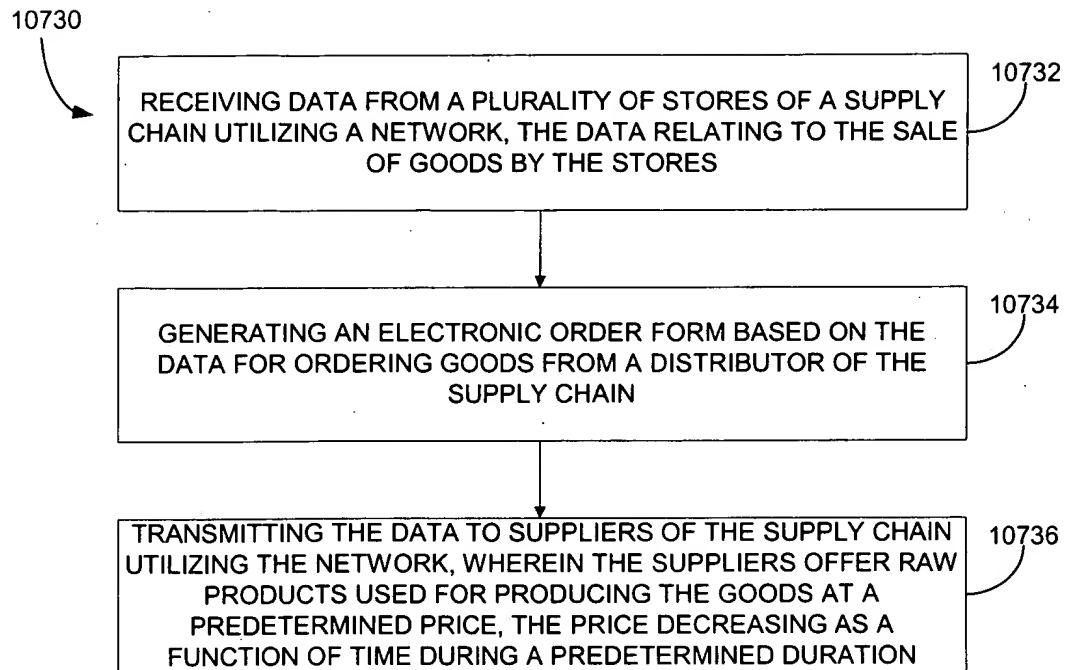 10730
10732
RECEIVING DATA FROM A PLURALITY OF STORES OF A SUPPLY
CHAIN UTILIZING A NETWORK, THE DATA RELATING TO THE SALE
OF GOODS BY THE STORES
10734
GENERATING AN ELECTRONIC ORDER FORM BASED ON THE
DATA FOR ORDERING GOODS FROM A DISTRIBUTOR OF THE
SUPPLY CHAIN
10736
TRANSMITTING THE DATA TO SUPPLIERS OF THE SUPPLY CHAIN
UTILIZING THE NETWORK, WHEREIN THE SUPPLIERS OFFER RAW
PRODUCTS USED FOR PRODUCING THE GOODS AT A
PREDETERMINED PRICE, THE PRICE DECREASING AS A
FUNCTION OF TIME DURING A PREDETERMINED DURATION